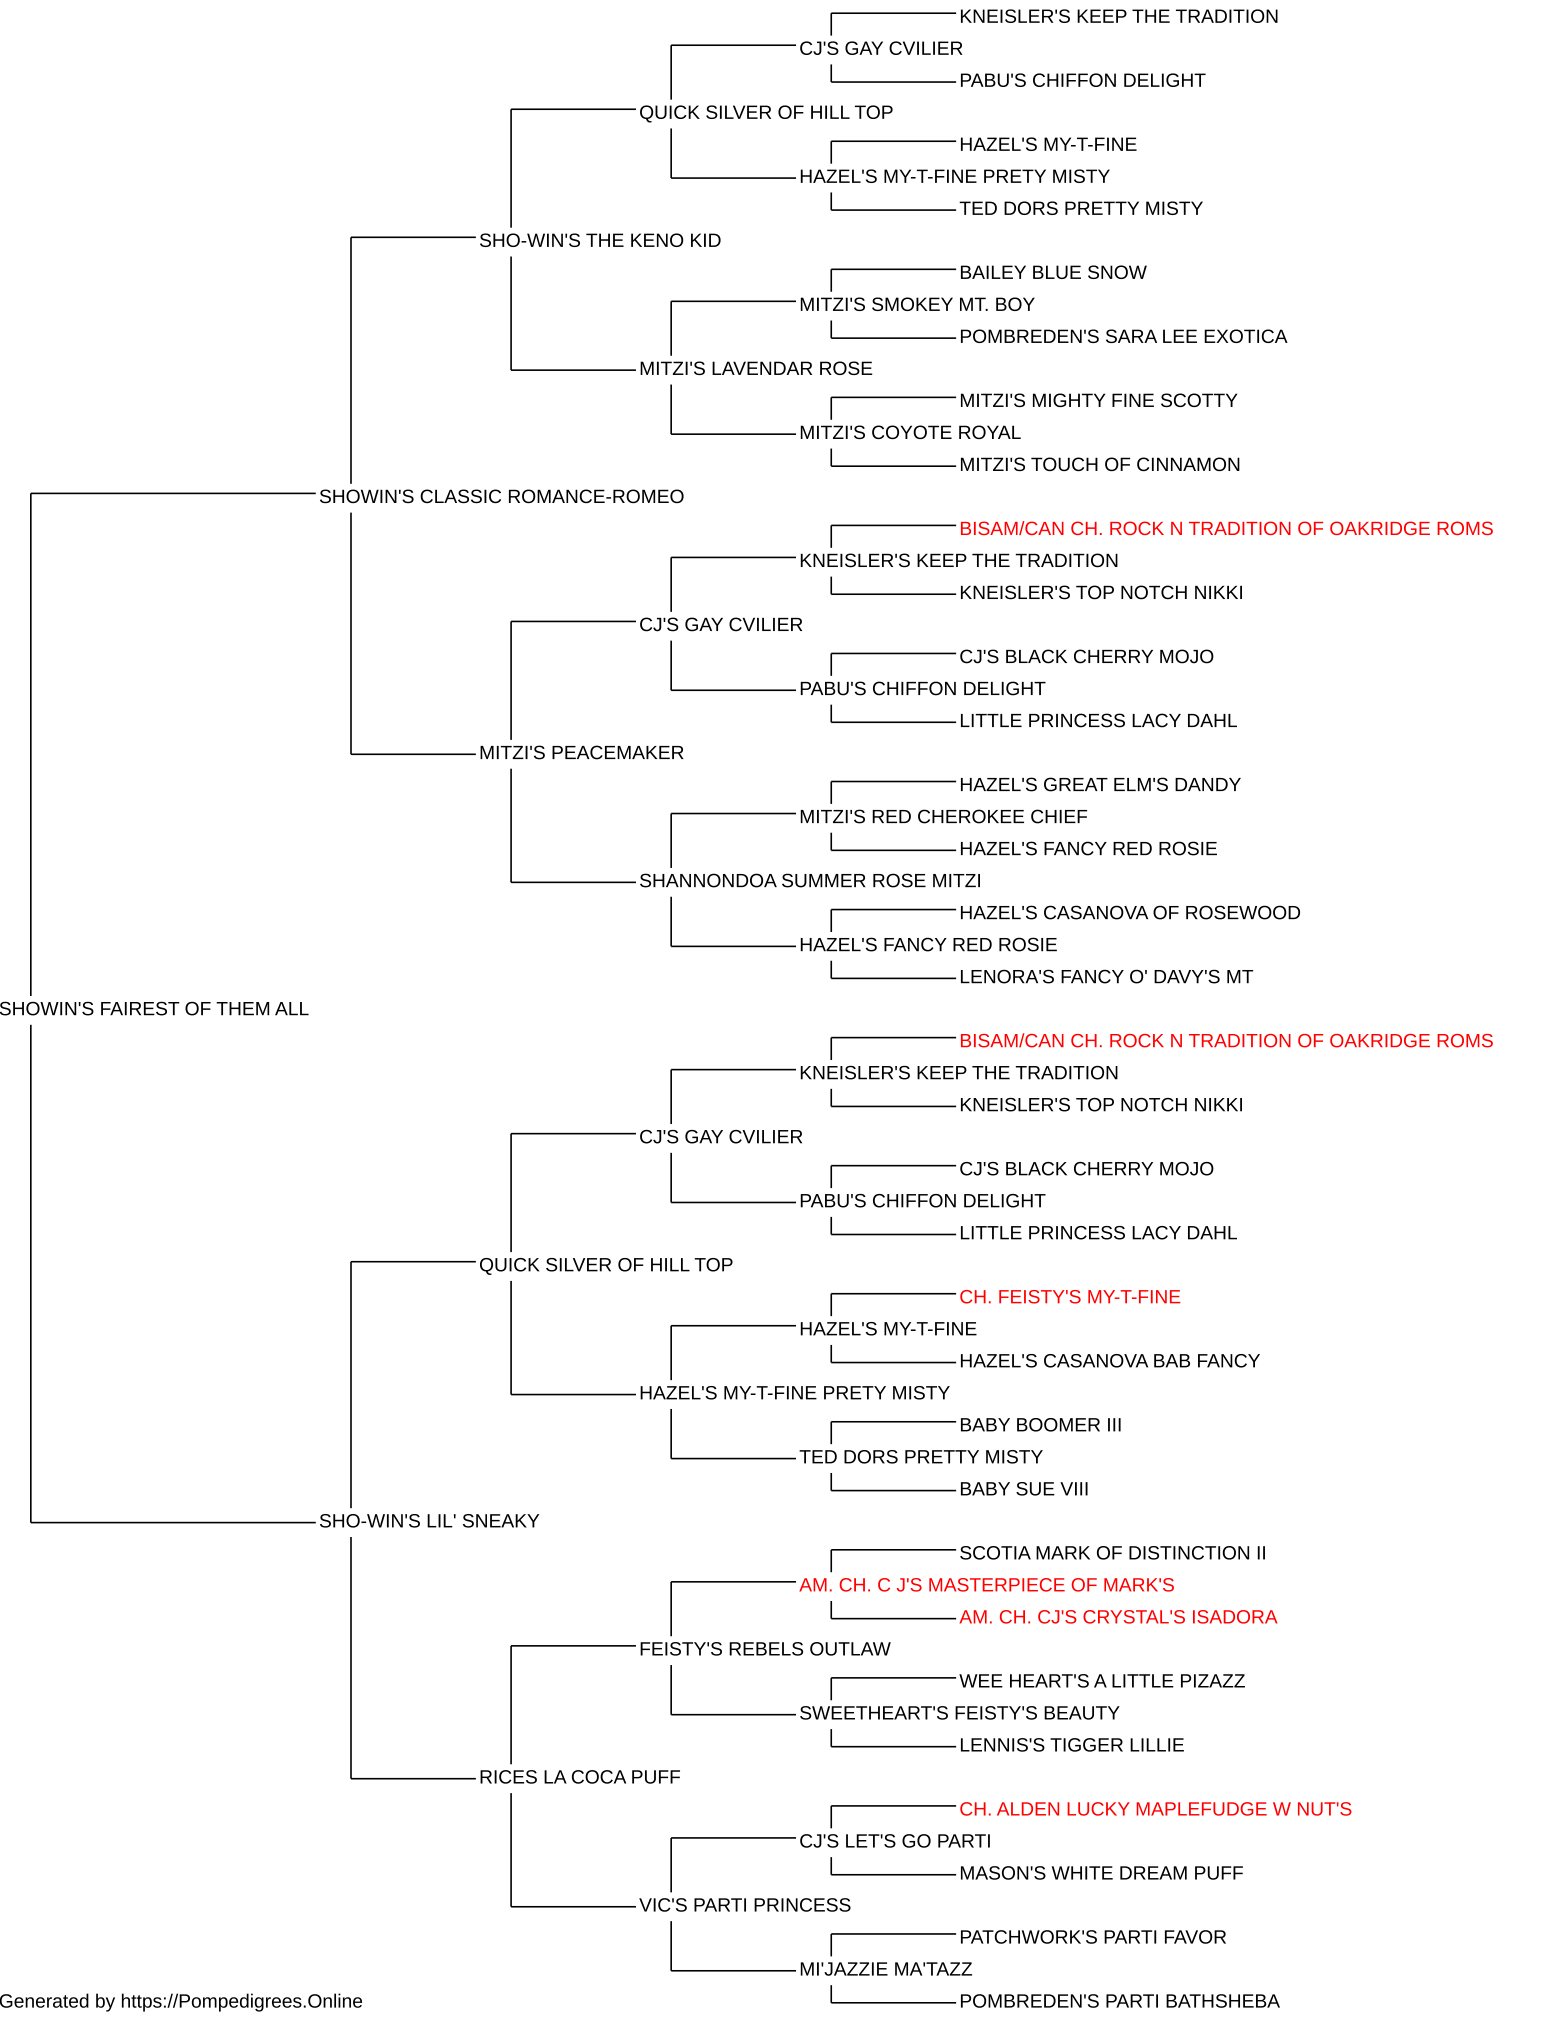 KNEISLER'S KEEP THE TRADITION
CJ'S GAY CVILIER
PABU'S CHIFFON DELIGHT
QUICK SILVER OF HILL TOP
HAZEL'S MY-T-FINE
HAZEL'S MY-T-FINE PRETY MISTY
TED DORS PRETTY MISTY
SHO-WIN'S THE KENO KID
BAILEY BLUE SNOW
MITZI'S SMOKEY MT. BOY
POMBREDEN'S SARA LEE EXOTICA
MITZI'S LAVENDAR ROSE
MITZI'S MIGHTY FINE SCOTTY
MITZI'S COYOTE ROYAL
MITZI'S TOUCH OF CINNAMON
SHOWIN'S CLASSIC ROMANCE-ROMEO
BISAM/CAN CH. ROCK N TRADITION OF OAKRIDGE ROMS
KNEISLER'S KEEP THE TRADITION
KNEISLER'S TOP NOTCH NIKKI
CJ'S GAY CVILIER
CJ'S BLACK CHERRY MOJO
PABU'S CHIFFON DELIGHT
LITTLE PRINCESS LACY DAHL
MITZI'S PEACEMAKER
HAZEL'S GREAT ELM'S DANDY
MITZI'S RED CHEROKEE CHIEF
HAZEL'S FANCY RED ROSIE
SHANNONDOA SUMMER ROSE MITZI
HAZEL'S CASANOVA OF ROSEWOOD
HAZEL'S FANCY RED ROSIE
LENORA'S FANCY O' DAVY'S MT
SHOWIN'S FAIREST OF THEM ALL
BISAM/CAN CH. ROCK N TRADITION OF OAKRIDGE ROMS
KNEISLER'S KEEP THE TRADITION
KNEISLER'S TOP NOTCH NIKKI
CJ'S GAY CVILIER
CJ'S BLACK CHERRY MOJO
PABU'S CHIFFON DELIGHT
LITTLE PRINCESS LACY DAHL
QUICK SILVER OF HILL TOP
CH. FEISTY'S MY-T-FINE
HAZEL'S MY-T-FINE
HAZEL'S CASANOVA BAB FANCY
HAZEL'S MY-T-FINE PRETY MISTY
BABY BOOMER III
TED DORS PRETTY MISTY
BABY SUE VIII
SHO-WIN'S LIL' SNEAKY
SCOTIA MARK OF DISTINCTION II
AM. CH. C J'S MASTERPIECE OF MARK'S
AM. CH. CJ'S CRYSTAL'S ISADORA
FEISTY'S REBELS OUTLAW
WEE HEART'S A LITTLE PIZAZZ
SWEETHEART'S FEISTY'S BEAUTY
LENNIS'S TIGGER LILLIE
RICES LA COCA PUFF
CH. ALDEN LUCKY MAPLEFUDGE W NUT'S
CJ'S LET'S GO PARTI
MASON'S WHITE DREAM PUFF
VIC'S PARTI PRINCESS
PATCHWORK'S PARTI FAVOR
MI'JAZZIE MA'TAZZ
POMBREDEN'S PARTI BATHSHEBA
Generated by https://Pompedigrees.Online